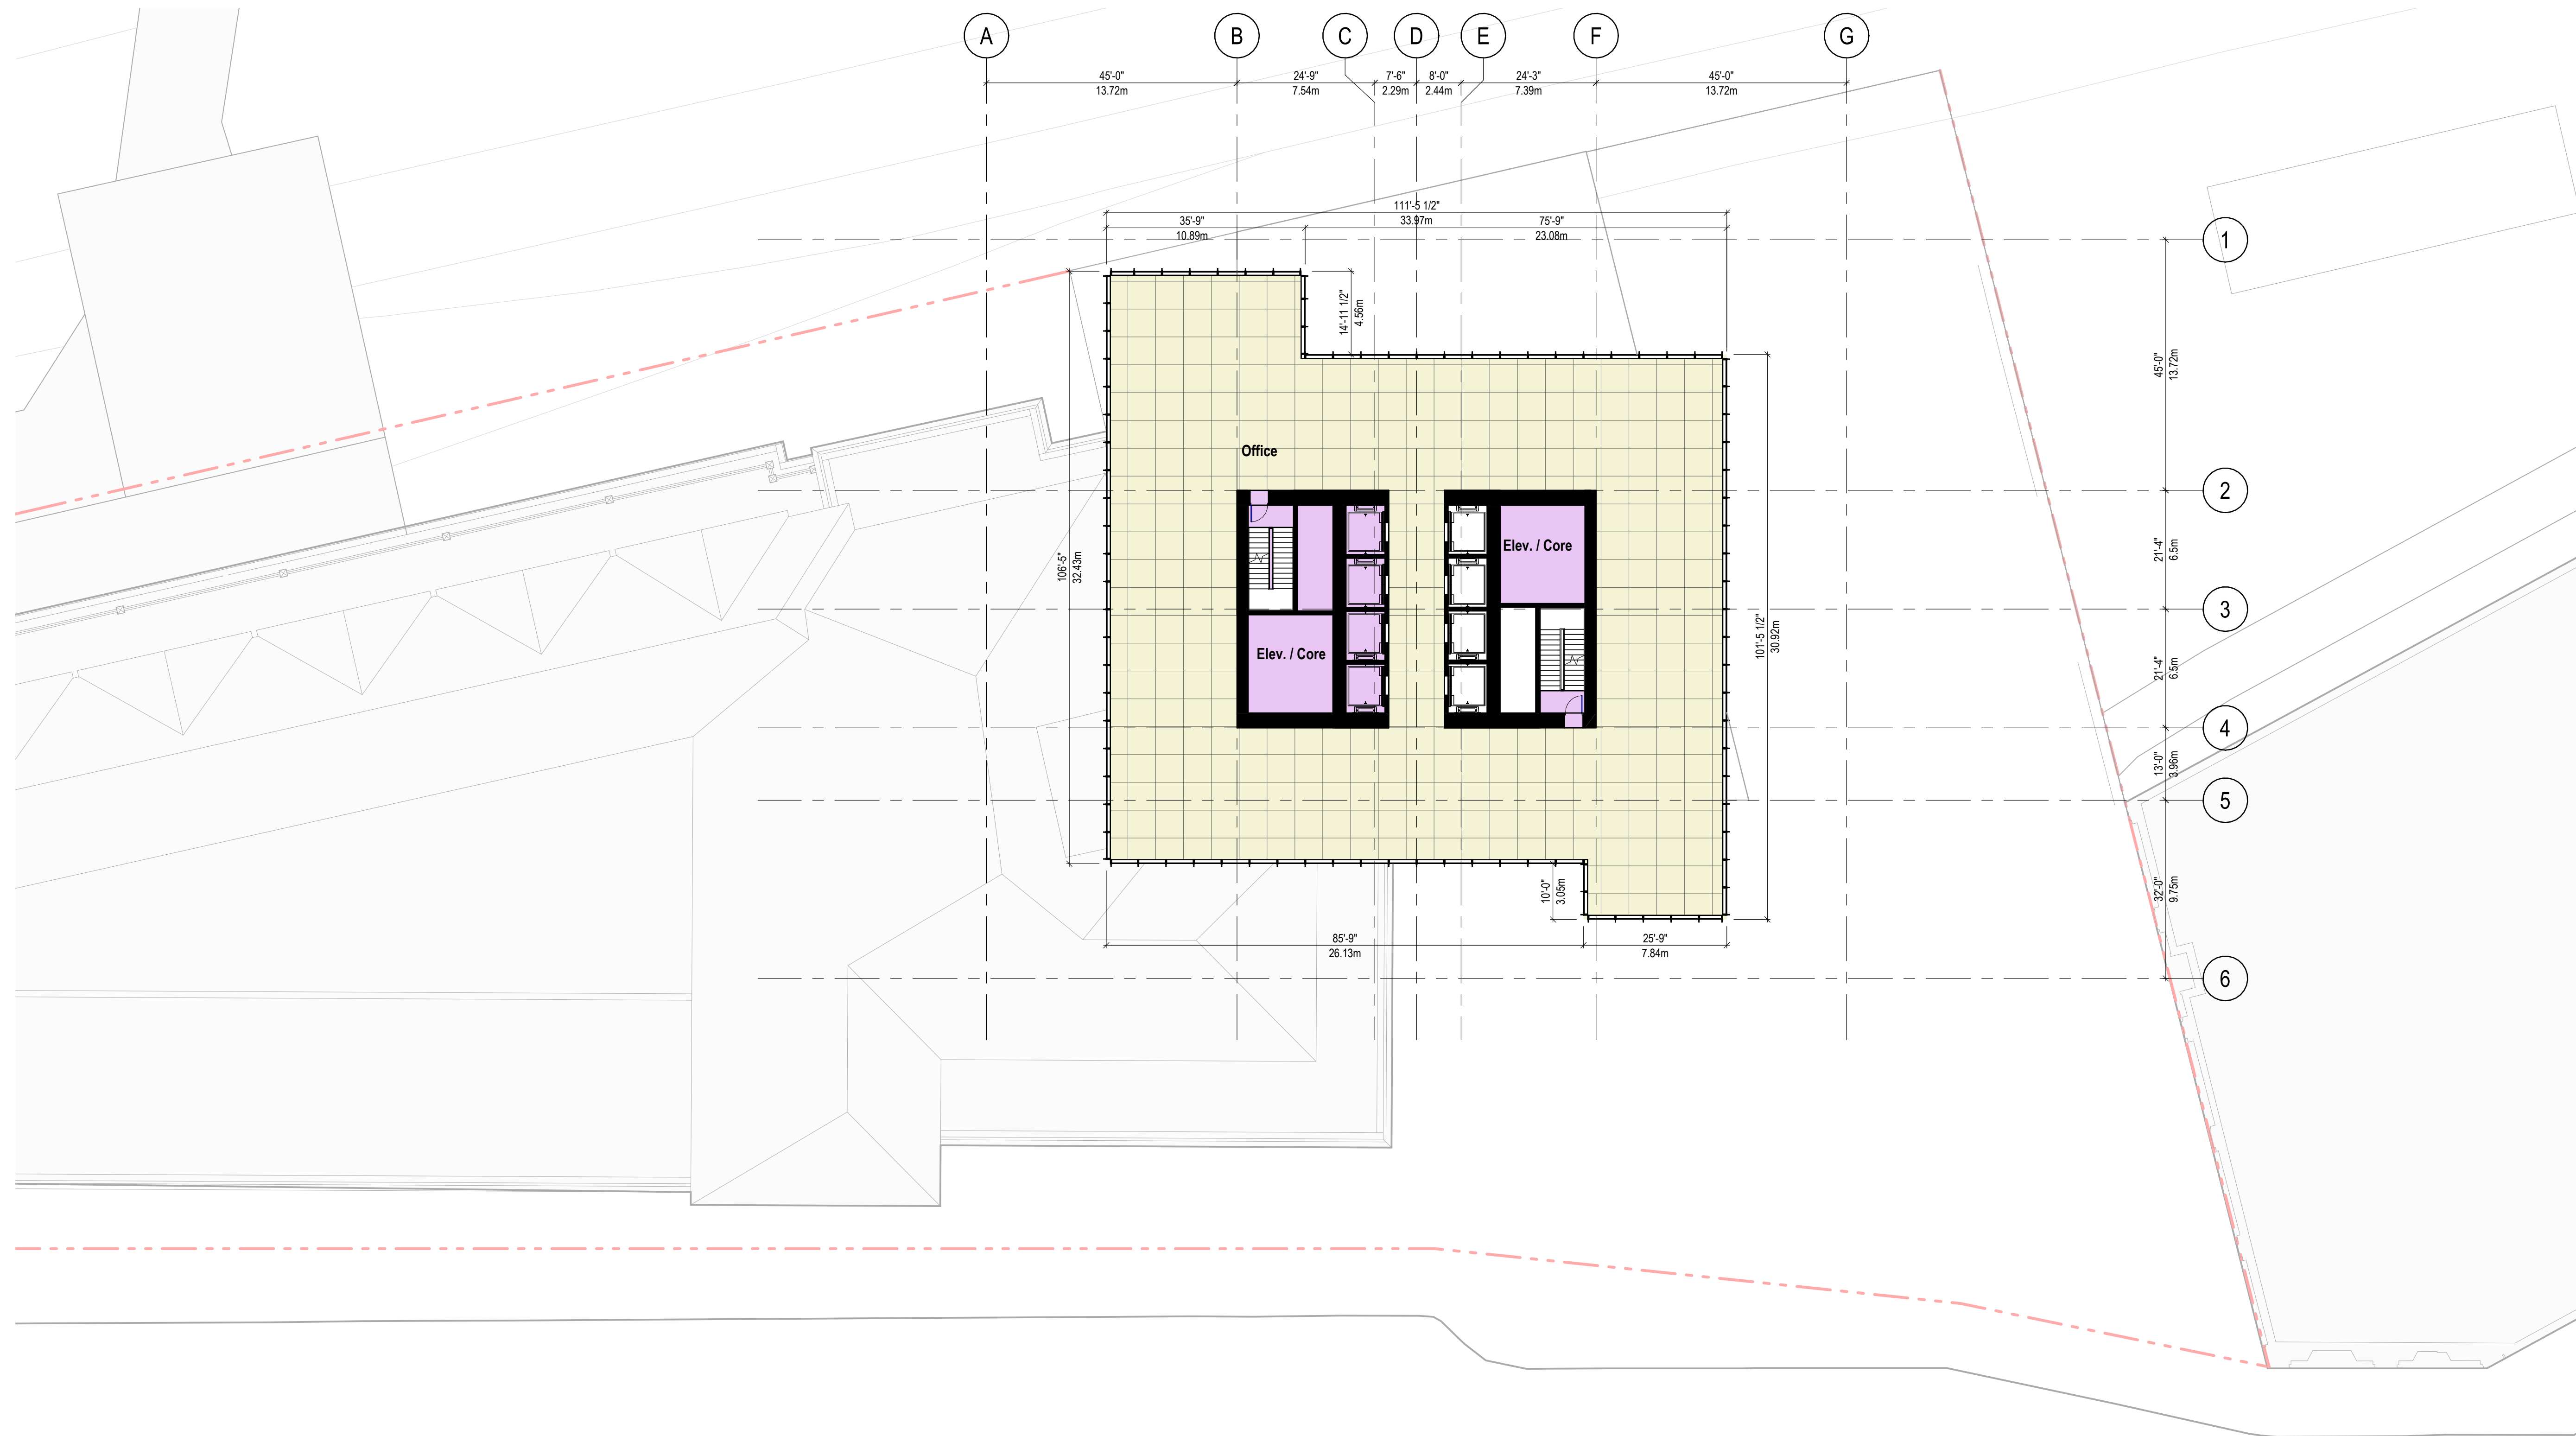 A
B
C
D
E
F
G
45'-0"
13.72m
24'-9"
7.54m
7'-6"
2.29m
8'-0"
2.44m
24'-3"
7.39m
45'-0"
13.72m
111'-5 1/2"
33.97m
35'-9"
10.89m
75'-9"
23.08m
14'-11 1/2"
4.56m
106'-5"
32.43m
101'-5 1/2"
30.92m
Office
Elev. / Core
Elev. / Core
10'-0"
3.05m
85'-9"
26.13m
25'-9"
7.84m
1
2
3
4
5
6
45'-0"
13.72m
21'-4"
6.5m
21'-4"
6.5m
13'-0"
3.96m
32'-0"
9.75m